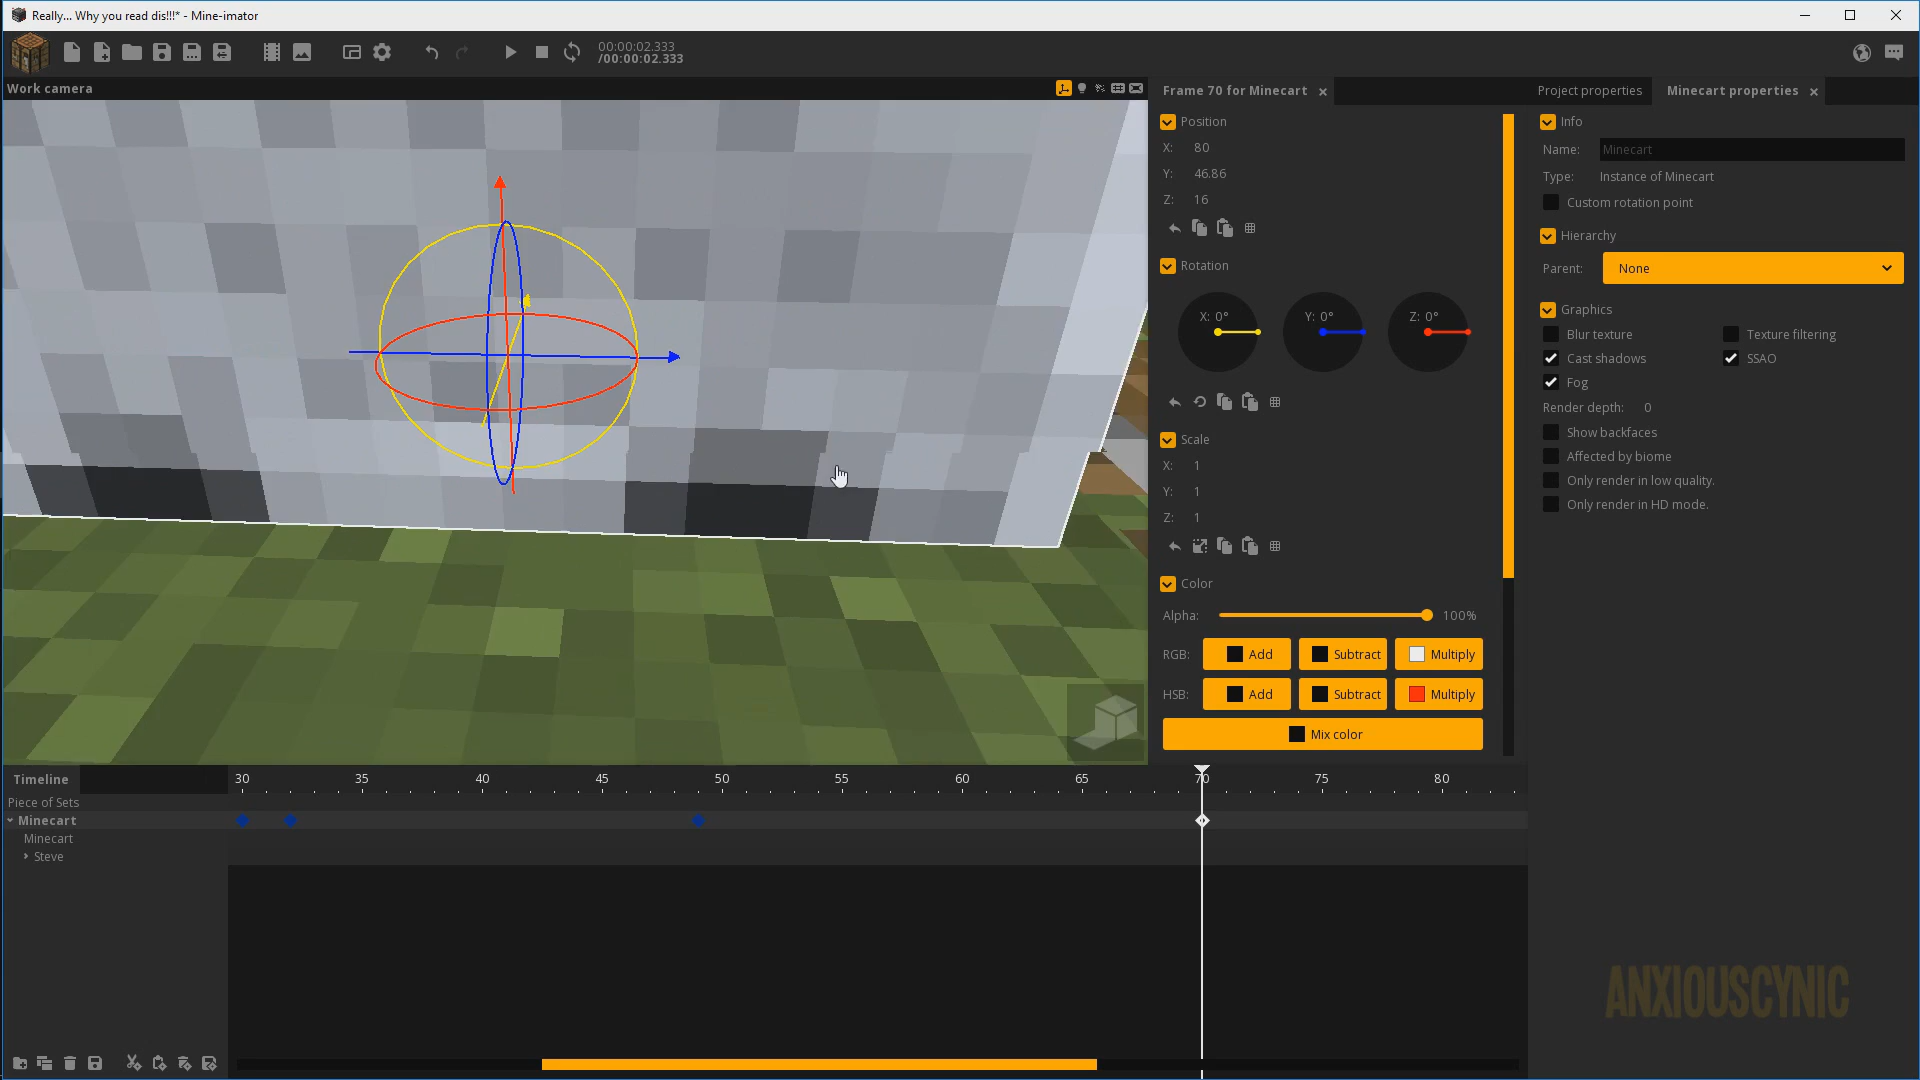 Really... Why you read dis!!!* - Mine-imator
00:00:02.333
/00:00:02.333
Work camera
Frame 70 for Minecart
Position
X: 80
Y: 46.86
Z: 16
Rotation
X: 0° Y: 0° Z: 0°
Scale
X: 1
Y: 1
Z: 1
Color
Alpha: 100%
RGB: Add Subtract Multiply
HSB: Add Subtract Multiply
Mix color
Project properties Minecart properties
Info
Name: Minecart
Type: Instance of Minecart
Custom rotation point
Hierarchy
Parent: None
Graphics
Blur texture Texture filtering
Cast shadows SSAO
Fog
Render depth: 0
Show backfaces
Affected by biome
Only render in low quality.
Only render in HD mode.
Timeline 30 35 40 45 50 55 60 65 70 75 80
Piece of Sets
Minecart
Minecart
Steve
ANXIOUSCYNIC